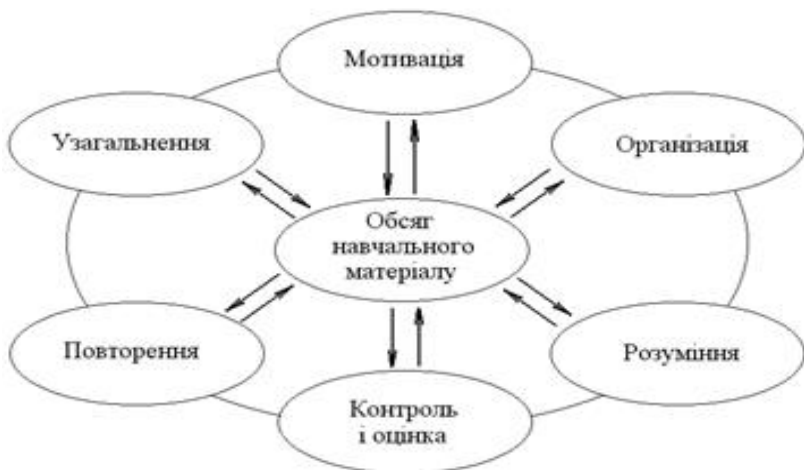 Мотивація
Узагальнення
Організація
Обсяг
навчального
матеріалу
Повторення
Розуміння
Контроль
і оцінка